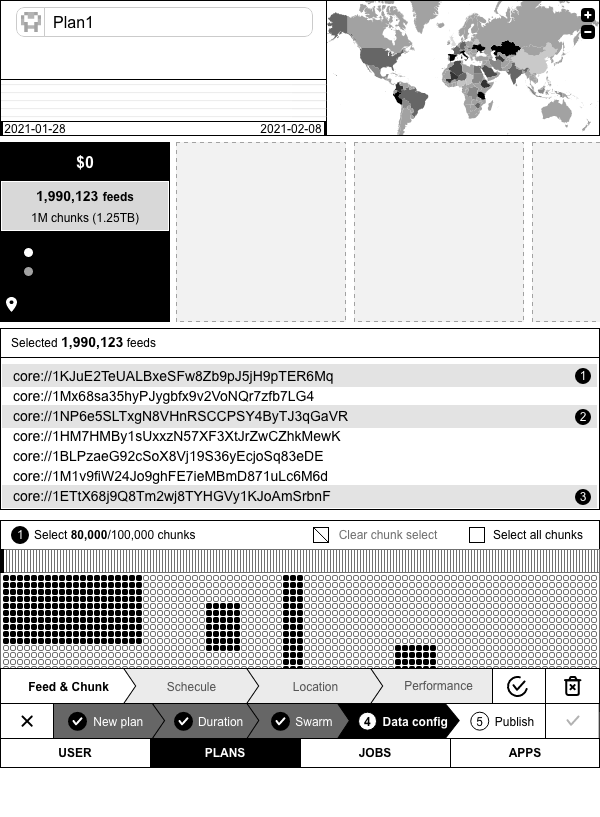 Plan1
2021-01-28 2021-02-08
$0
1,990,123 feeds
1M chunks (1.25TB)
Selected 1,990,123 feeds
core://1KJuE2TeUALBxeSFw8Zb9pJ5jH9pTER6Mq 1
core://1Mx68sa35hyPJygbfx9v2VoNQr7zfb7LG4
core://1NP6e5SLTxgN8VHnRSCCPSY4ByTJ3qGaVR 2
core://1HM7HMBy1sUxxzN57XF3XtJrZwCZhkMewK
core://1BLPzaeG92cSoX8Vj19S36yEcjoSq83eDE
core://1M1v9fiW24Jo9ghFE7ieMBmD871uLc6M6d
core://1ETtX68j9Q8Tm2wj8TYHGVy1KJoAmSrbnF 3
1 Select 80,000/100,000 chunks Clear chunk select Select all chunks
Feed & Chunk Schecule Location Performance
New plan Duration Swarm 4 Data config 5 Publish
USER PLANS JOBS APPS